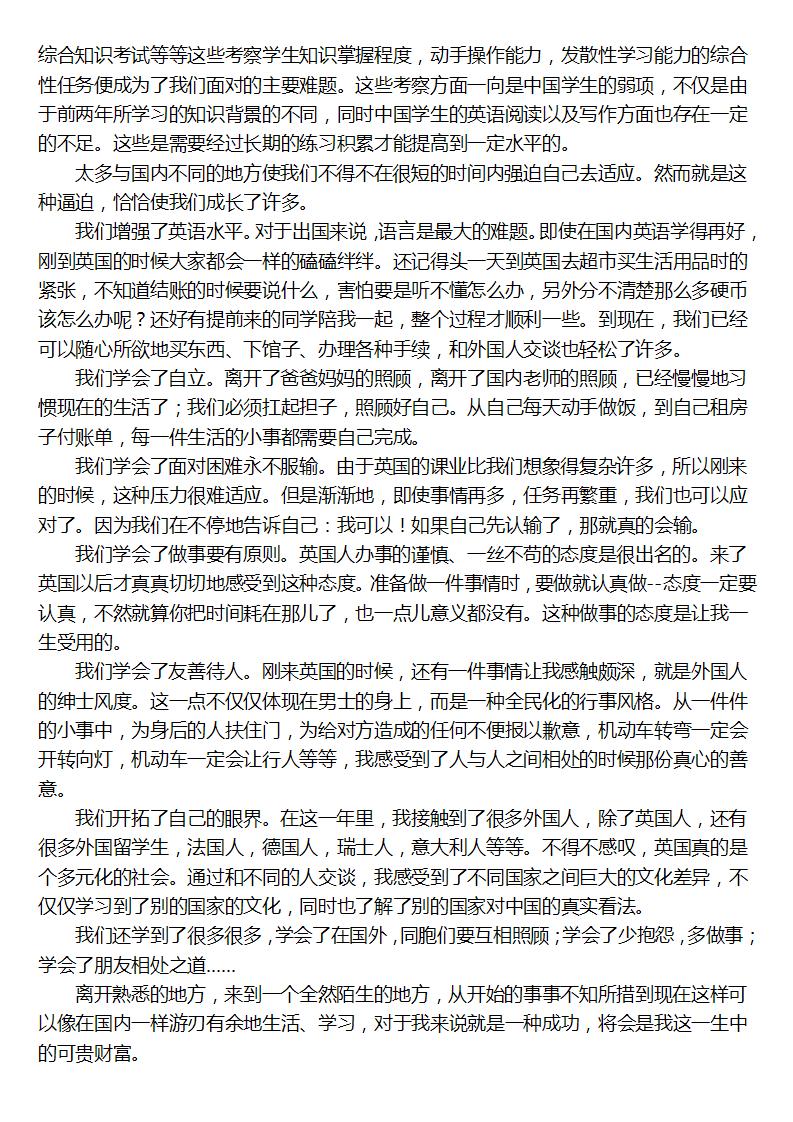 综合知识考试等等这些考察学生知识掌握程度，动手操作能力，发散性学习能力的综合
性任务便成为了我们面对的主要难题。这些考察方面一向是中国学生的弱项，不仅是由
于前两年所学习的知识背景的不同，同时中国学生的英语阅读以及写作方面也存在一定
的不足。这些是需要经过长期的练习积累才能提高到一定水平的。
太多与国内不同的地方使我们不得不在很短的时间内强迫自己去适应。然而就是这
种逼迫，恰恰使我们成长了许多。
我们增强了英语水平。对于出国来说，语言是最大的难题。即使在国内英语学得再好，
刚到英国的时候大家都会一样的磕磕绊绊。还记得头一天到英国去超市买生活用品时的
紧张，不知道结账的时候要说什么，害怕要是听不懂怎么办，另外分不清楚那么多硬币
该怎么办呢？还好有提前来的同学陪我一起，整个过程才顺利一些。到现在，我们已经
可以随心所欲地买东西、下馆子、办理各种手续，和外国人交谈也轻松了许多。
我们学会了自立。离开了爸爸妈妈的照顾，离开了国内老师的照顾，已经慢慢地习
惯现在的生活了；我们必须扛起担子，照顾好自己。从自己每天动手做饭，到自己租房
子付账单，每一件生活的小事都需要自己完成。
我们学会了面对困难永不服输。由于英国的课业比我们想象得复杂许多，所以刚来
的时候，这种压力很难适应。但是渐渐地，即使事情再多，任务再繁重，我们也可以应
对了。因为我们在不停地告诉自己：我可以！如果自己先认输了，那就真的会输。
我们学会了做事要有原则。英国人办事的谨慎、一丝不苟的态度是很出名的。来了
英国以后才真真切切地感受到这种态度。准备做一件事情时，要做就认真做--态度一定要
认真，不然就算你把时间耗在那儿了，也一点儿意义都没有。这种做事的态度是让我一
生受用的。
我们学会了友善待人。刚来英国的时候，还有一件事情让我感触颇深，就是外国人
的绅士风度。这一点不仅仅体现在男士的身上，而是一种全民化的行事风格。从一件件
的小事中，为身后的人扶住门，为给对方造成的任何不便报以歉意，机动车转弯一定会
开转向灯，机动车一定会让行人等等，我感受到了人与人之间相处的时候那份真心的善
意。
我们开拓了自己的眼界。在这一年里，我接触到了很多外国人，除了英国人，还有
很多外国留学生，法国人，德国人，瑞士人，意大利人等等。不得不感叹，英国真的是
个多元化的社会。通过和不同的人交谈，我感受到了不同国家之间巨大的文化差异，不
仅仅学习到了别的国家的文化，同时也了解了别的国家对中国的真实看法。
我们还学到了很多很多，学会了在国外，同胞们要互相照顾；学会了少抱怨，多做事；
学会了朋友相处之道……
离开熟悉的地方，来到一个全然陌生的地方，从开始的事事不知所措到现在这样可
以像在国内一样游刃有余地生活、学习，对于我来说就是一种成功，将会是我这一生中
的可贵财富。